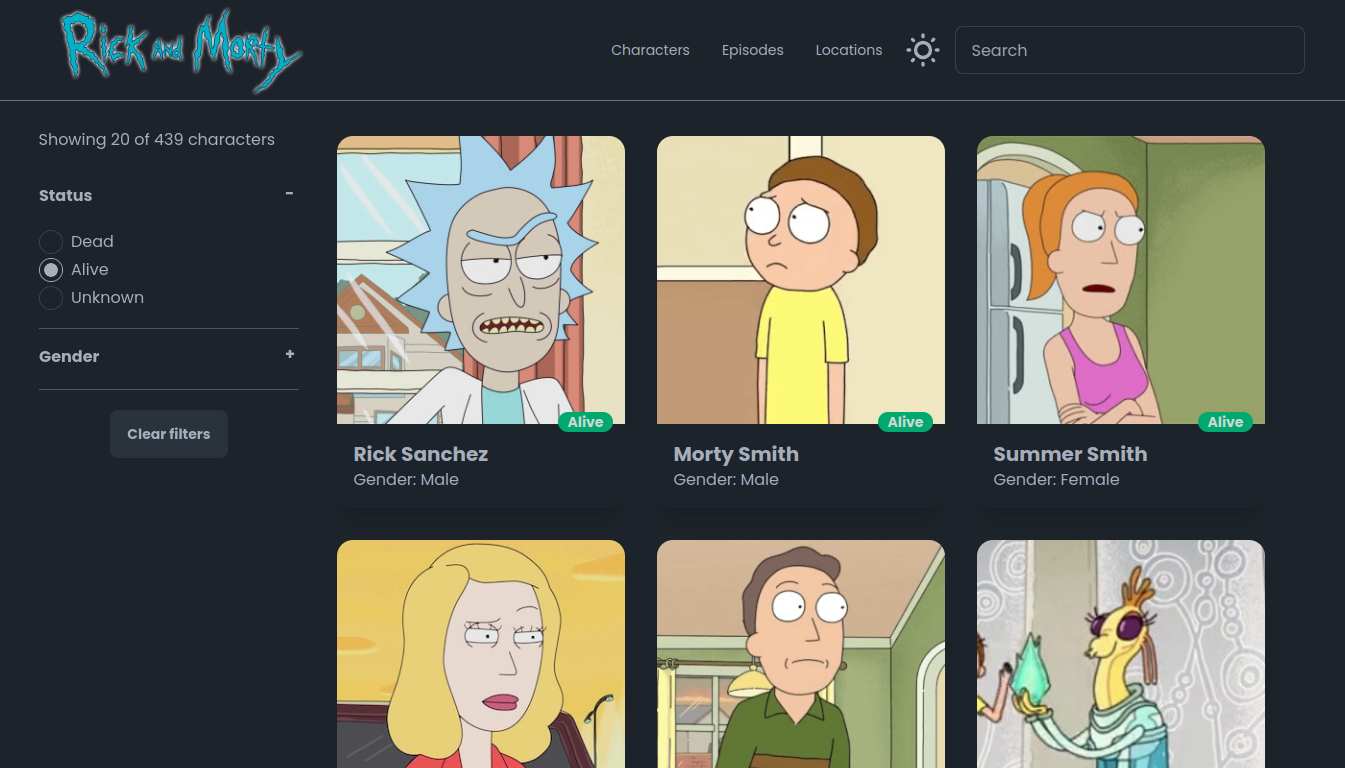 Rick and Morty
Characters
Episodes
Locations
Search
Showing 20 of 439 characters
Status
-
Dead
Alive
Unknown
Gender
+
Clear filters
Alive
Rick Sanchez
Gender: Male
Alive
Morty Smith
Gender: Male
Alive
Summer Smith
Gender: Female